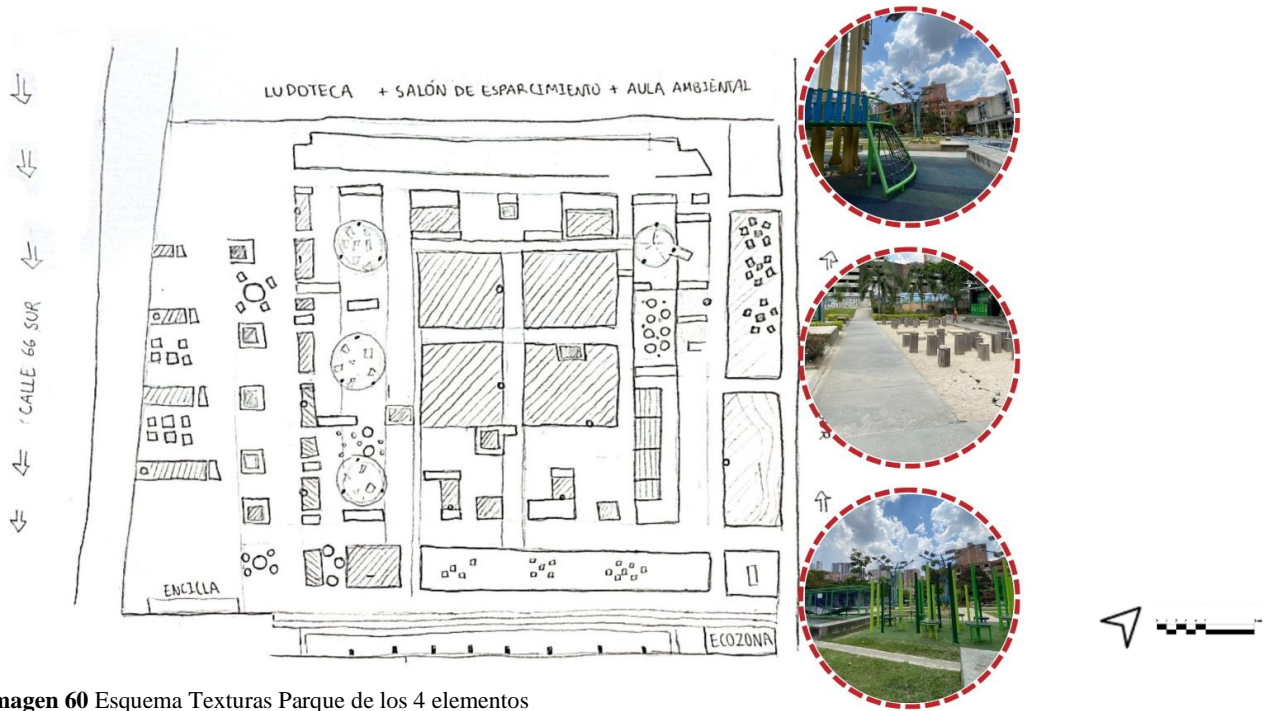 LUDOTECA + SALÓN DE ESPARCIMIENTO + AULA AMBIENTAL
CALLE 66 SUR
ENCICLA
ECOZONA
magen 60 Esquema Texturas Parque de los 4 elementos